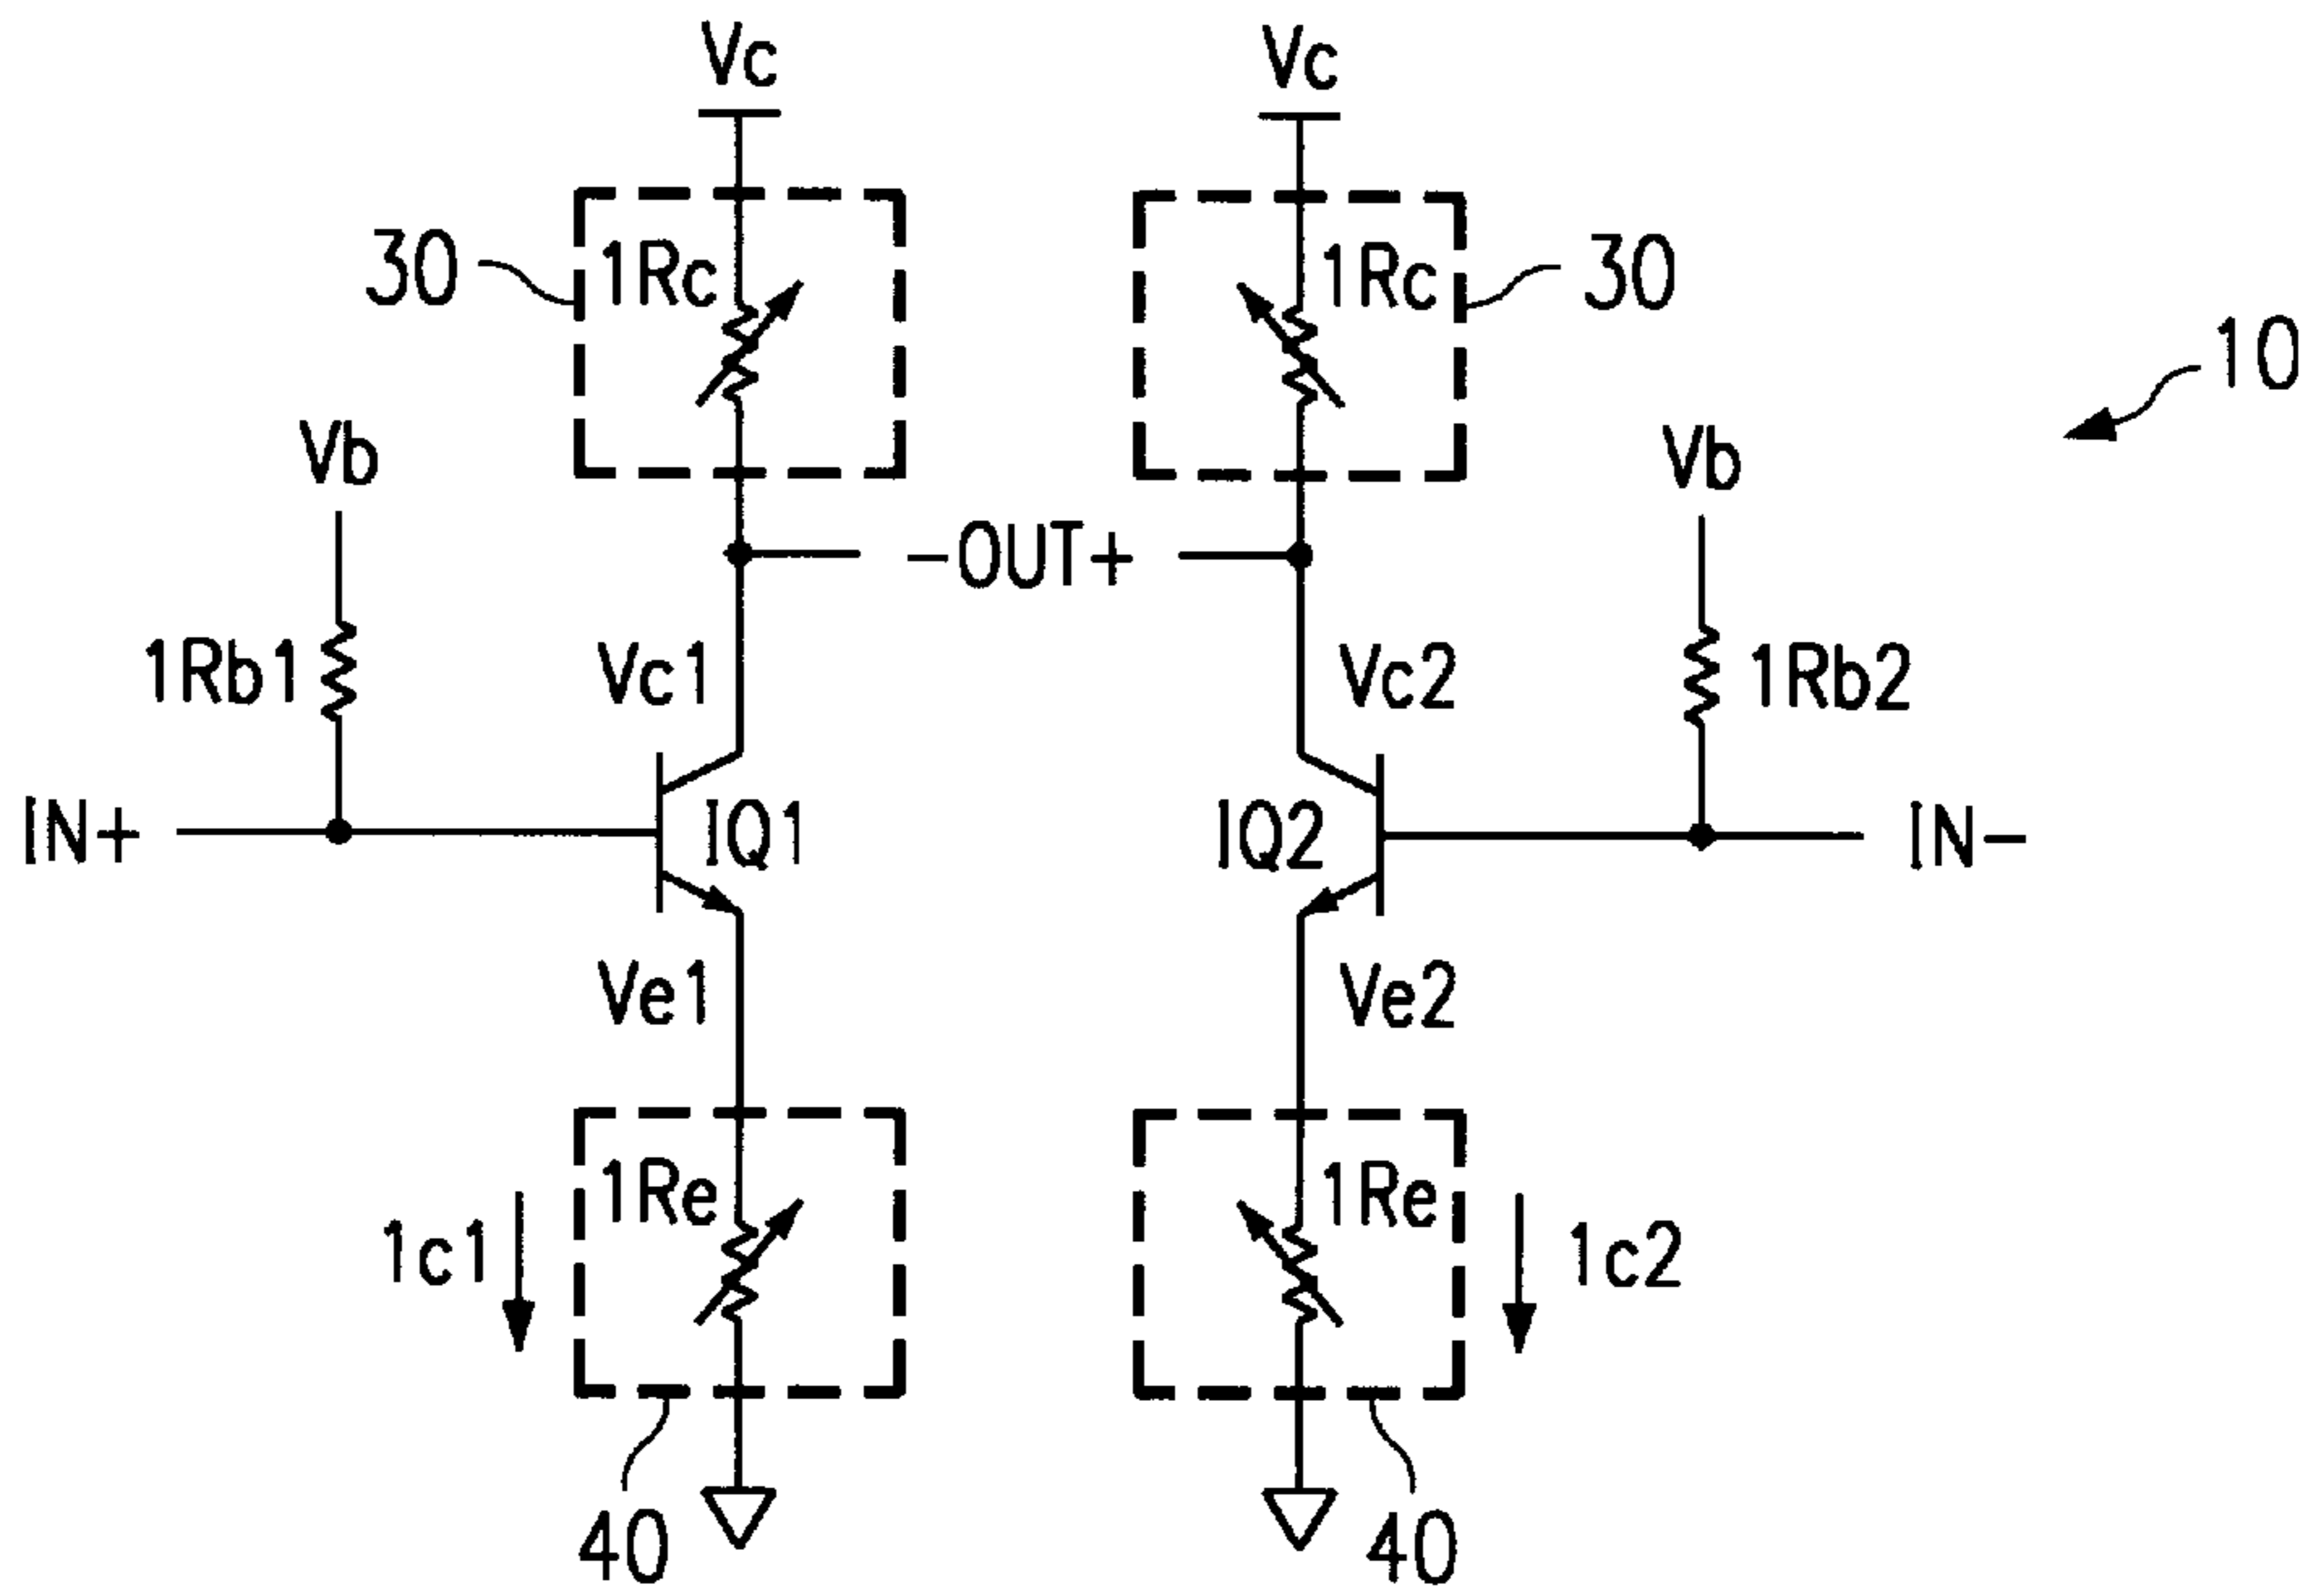 Vc
Vc
30
1Rc
1Rc
30
10
Vb
Vb
-OUT+
1Rb1
Vc1
Vc2
1Rb2
IN+
IQ1
IQ2
IN-
Ve1
Ve2
1Re
1Re
1c1
1c2
40
40